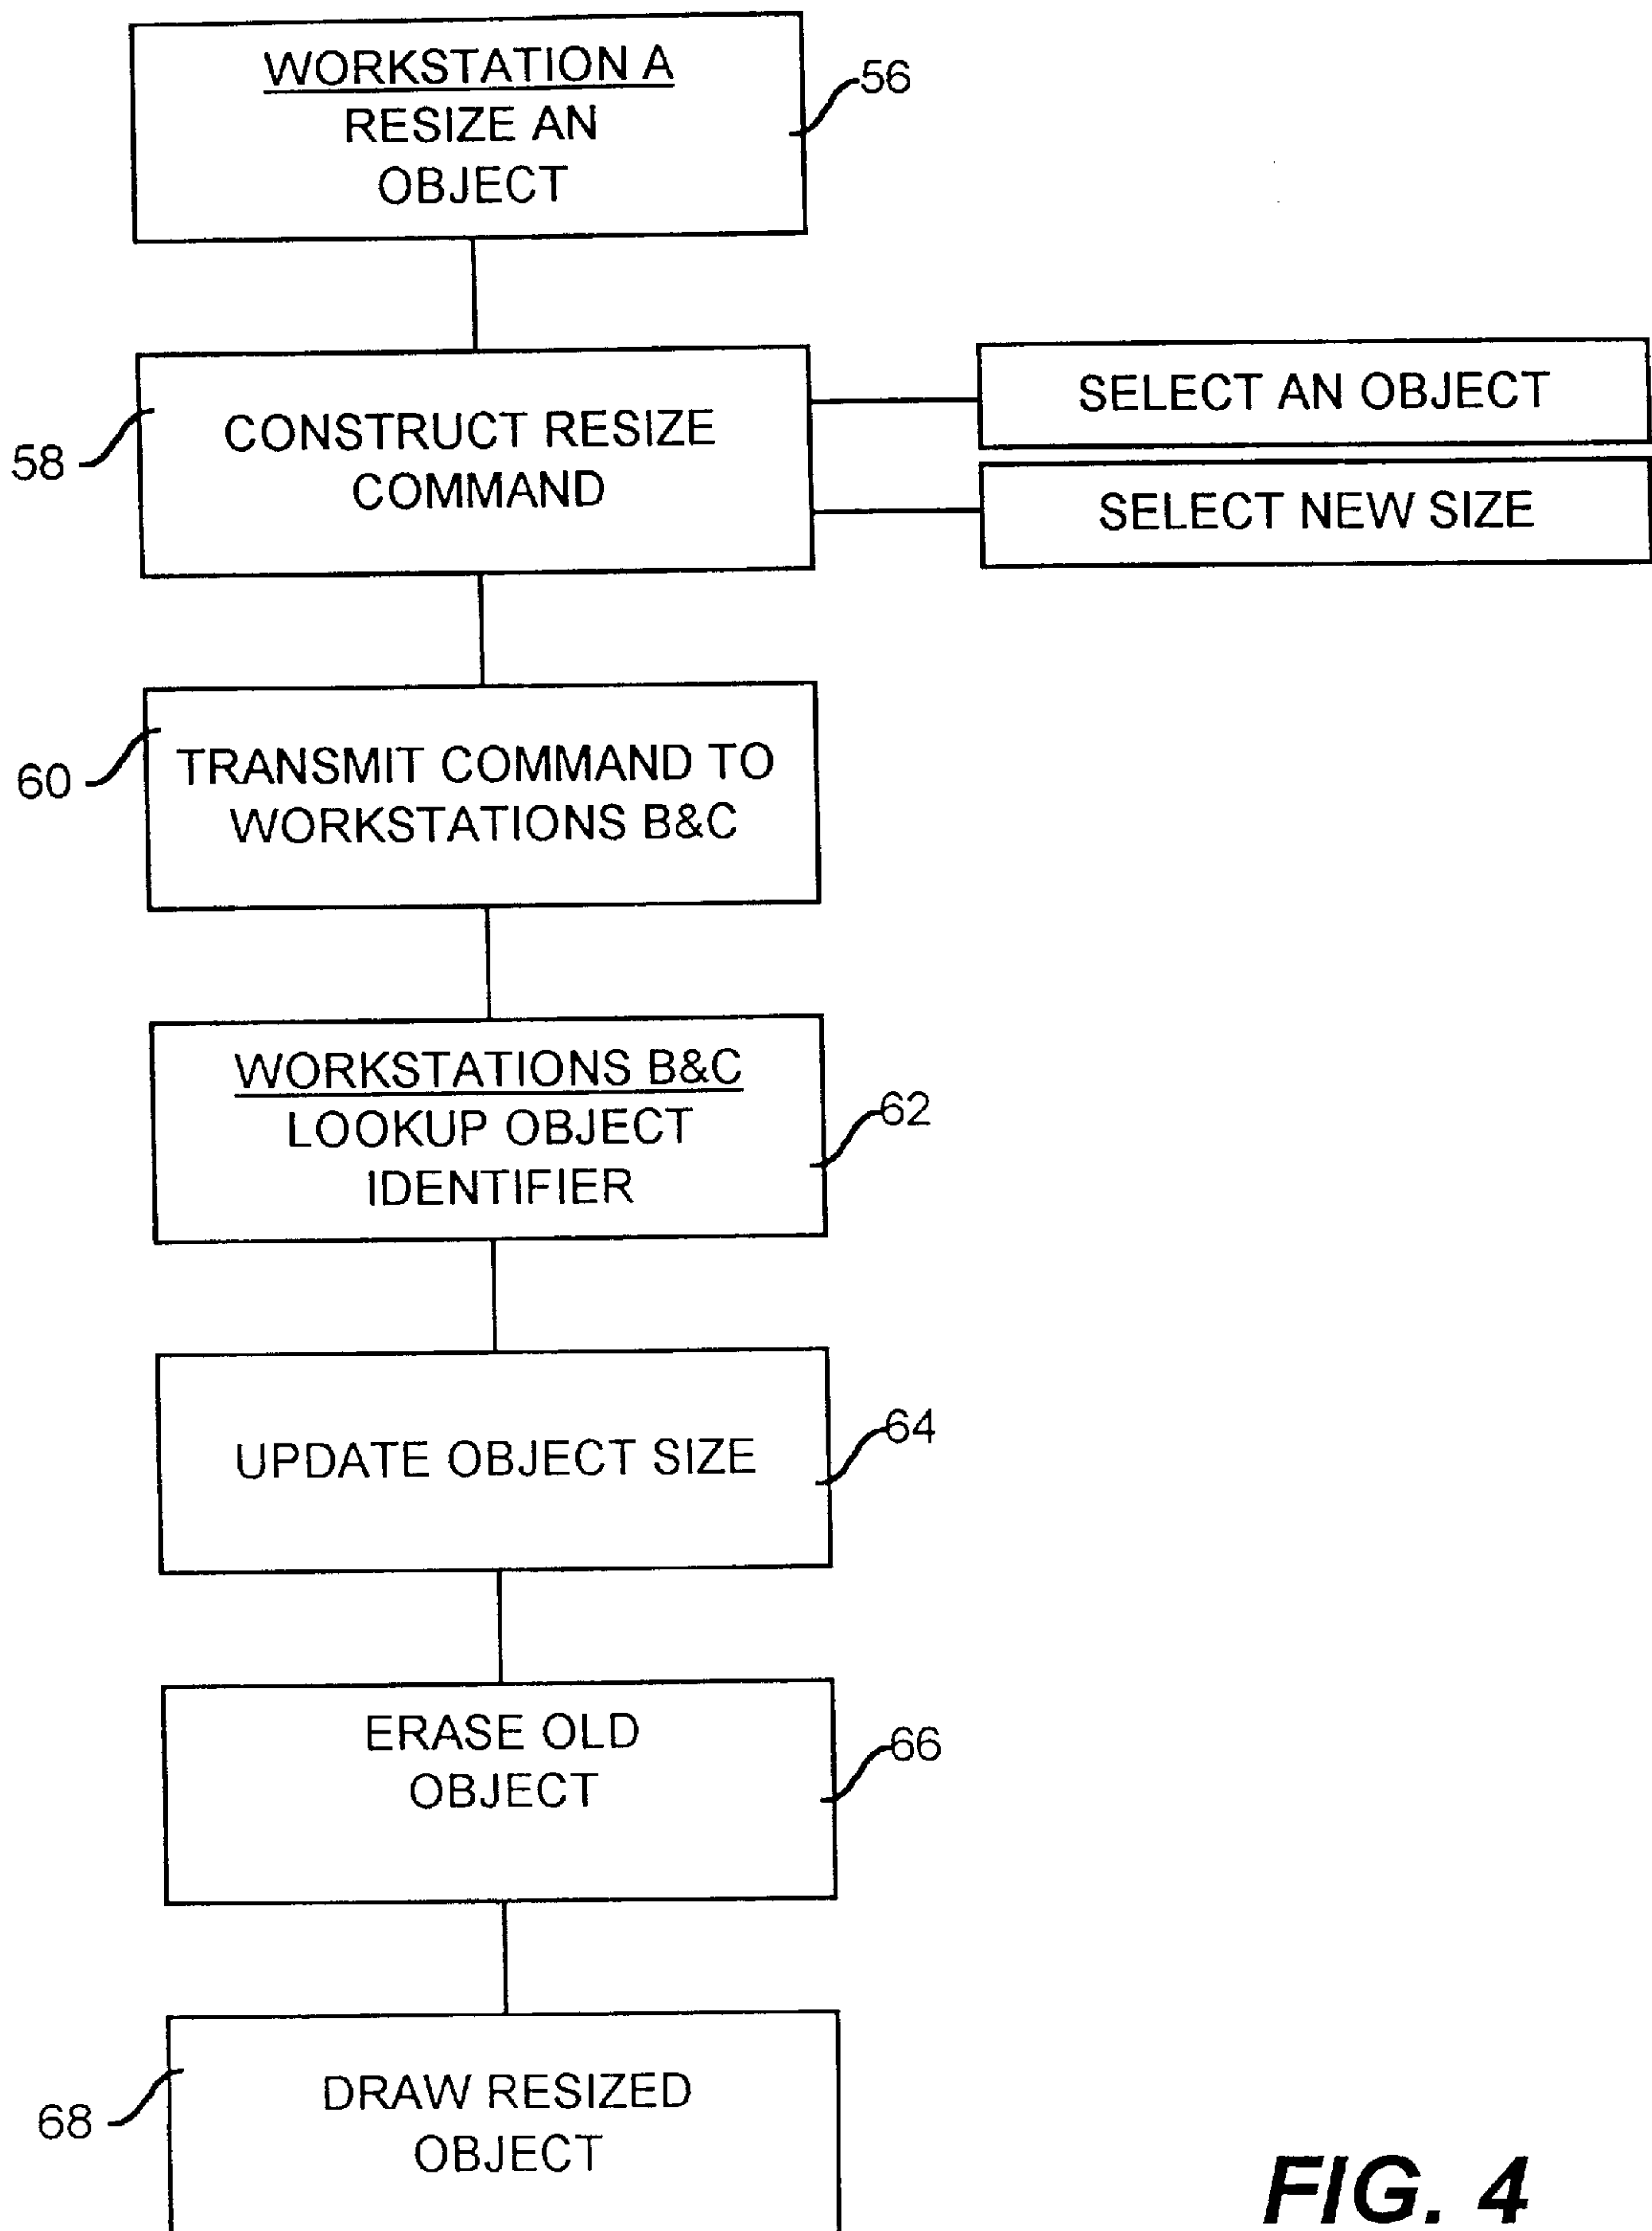 WORKSTATION A
RESIZE AN
OBJECT
56
CONSTRUCT RESIZE
COMMAND
58
SELECT AN OBJECT
SELECT NEW SIZE
TRANSMIT COMMAND TO
WORKSTATIONS B&C
60
WORKSTATIONS B&C
LOOKUP OBJECT
IDENTIFIER
62
UPDATE OBJECT SIZE
64
ERASE OLD
OBJECT
66
DRAW RESIZED
OBJECT
68
FIG. 4